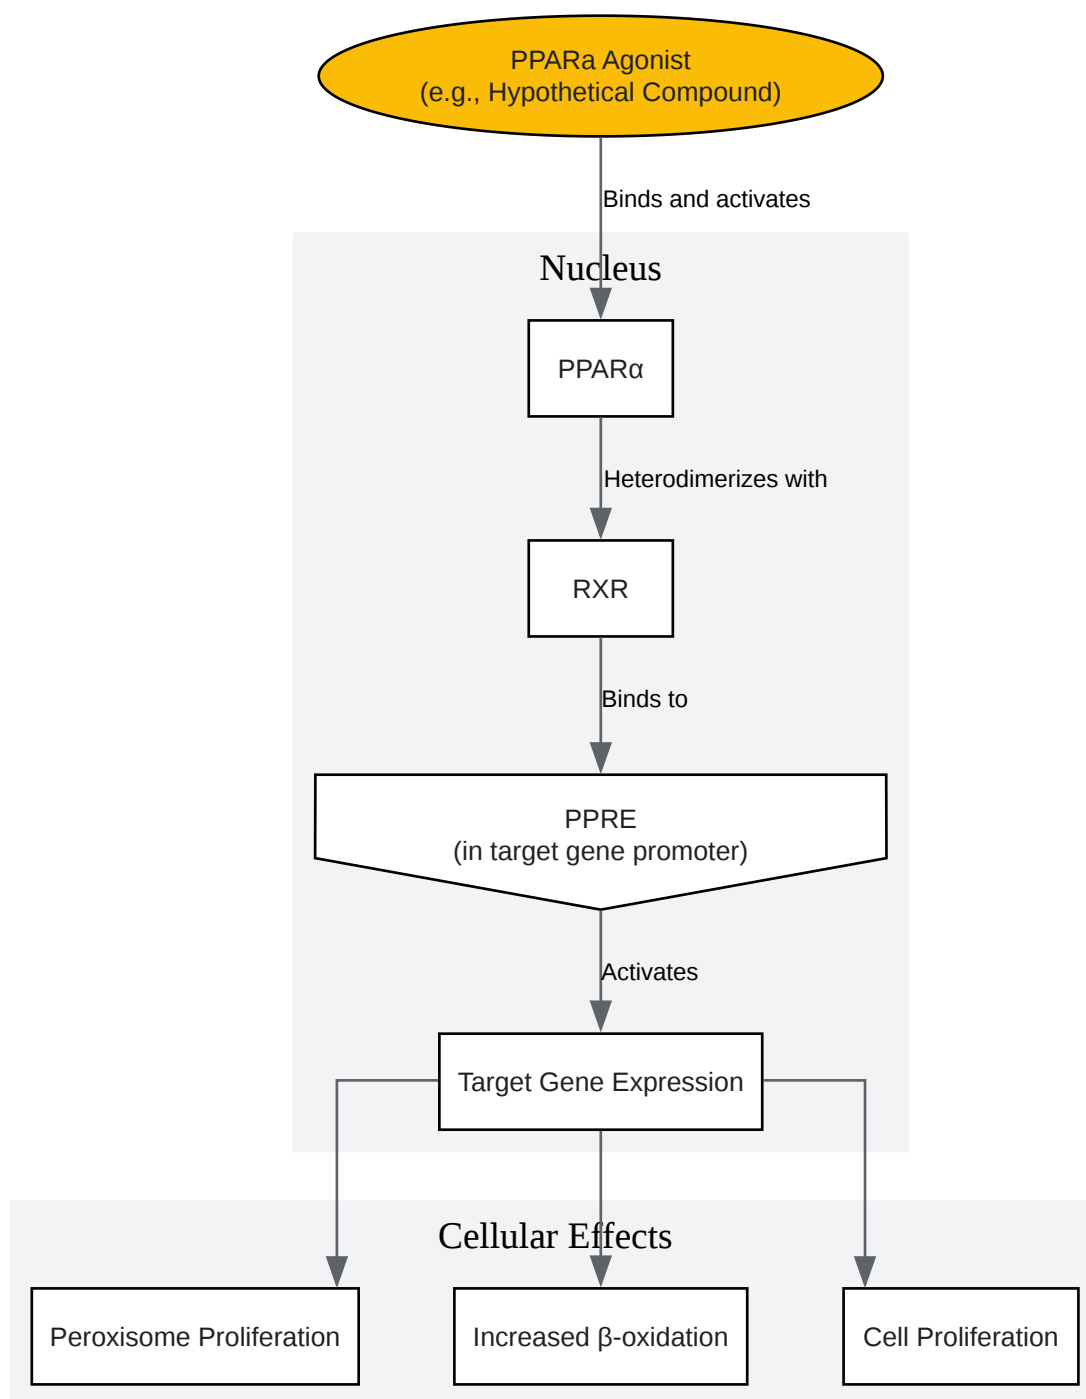 PPARa Agonist
(e.g., Hypothetical Compound)
Binds and activates
Nucleus
PPARα
Heterodimerizes with
RXR
Binds to
PPRE
(in target gene promoter)
Activates
Target Gene Expression
Cellular Effects
Peroxisome Proliferation
Increased β-oxidation
Cell Proliferation